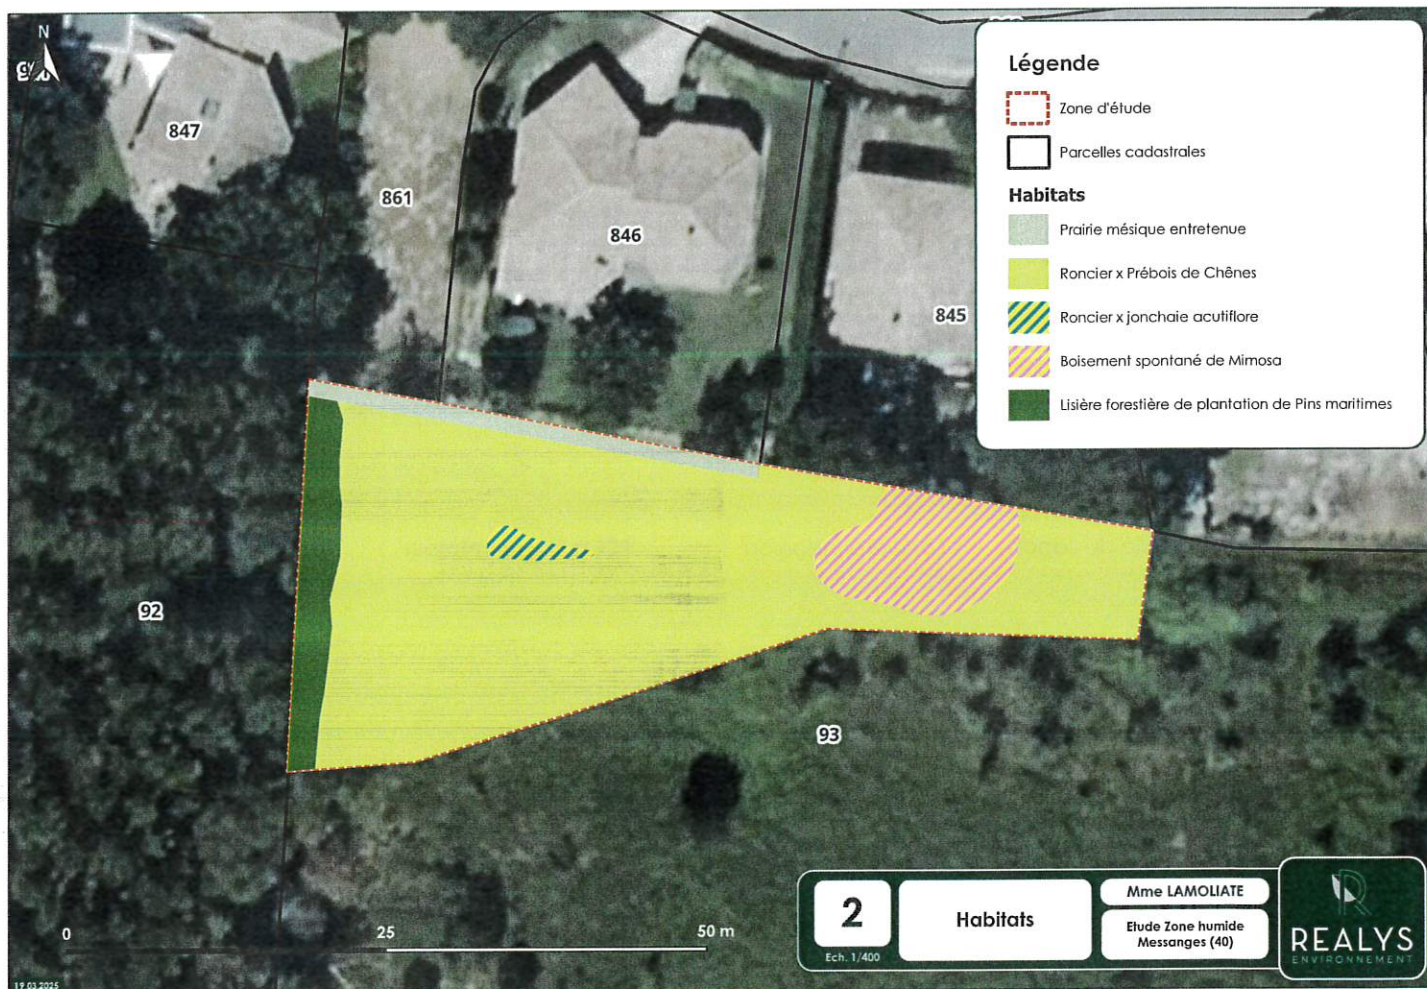 N
847
861
846
845
92
93
Légende
Zone d'étude
Parcelles cadastrales
Habitats
Prairie mésique entretenue
Roncier x Prébois de Chênes
Roncier x jonchaie acutiflore
Boisement spontané de Mimosa
Lisière forestière de plantation de Pins maritimes
0 25 50 m
2
Ech. 1/400
Habitats
Mme LAMOLIATE
Etude Zone humide
Messanges (40)
REALYS
ENVIRONNEMENT
19.03.2025